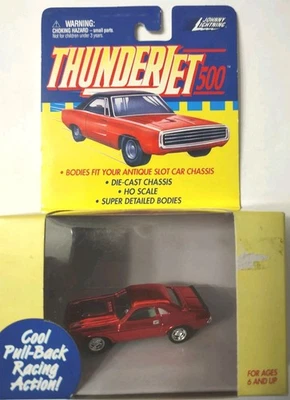 WARNING:
CHOKING HAZARD - small parts.
Not for children under 3 years.
JOHNNY
LIGHTNING
THUNDERJET
500™
• BODIES FIT YOUR ANTIQUE SLOT CAR CHASSIS
• DIE-CAST CHASSIS
• HO SCALE
• SUPER DETAILED BODIES
Cool
Pull-Back
Racing
Action!
FOR AGES
6 AND UP